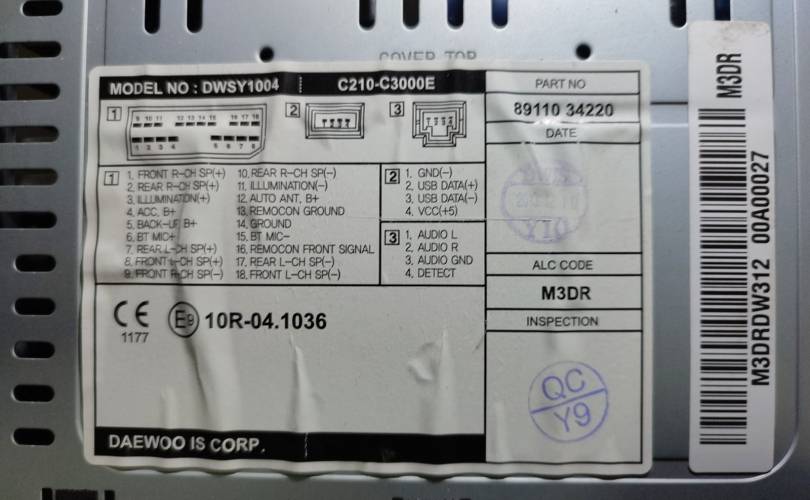 COVER TOP
MODEL NO : DWSY1004 C210-C3000E
PART NO
89110 34220
DATE
1 2 3
9 10 11 12 13 14 15 16 17 18
1 2 3 4 5 6 7 8
1 2 3 4
1. FRONT R-CH SP(+)
2. REAR R-CH SP(+)
3. ILLUMINATION(+)
4. ACC. B+
5. BACK-UP B+
6. BT MIC+
7. REAR L-CH SP(+)
8. FRONT L-CH SP(+)
9. FRONT R-CH SP(-)
10. REAR R-CH SP(-)
11. ILLUMINATION(-)
12. AUTO ANT, B+
13. REMOCON GROUND
14. GROUND
15. BT MIC-
16. REMOCON FRONT SIGNAL
17. REAR L-CH SP(-)
18. FRONT L-CH SP(-)
2
1. GND(-)
2. USB DATA(+)
3. USB DATA(-)
4. VCC(+5)
3
1. AUDIO L
2. AUDIO R
3. AUDIO GND
4. DETECT
ALC CODE
M3DR
INSPECTION
QC
Y9
CE
1177
E9 10R-04.1036
DAEWOO IS CORP.
M3DR
M3DRDW312 00A00027